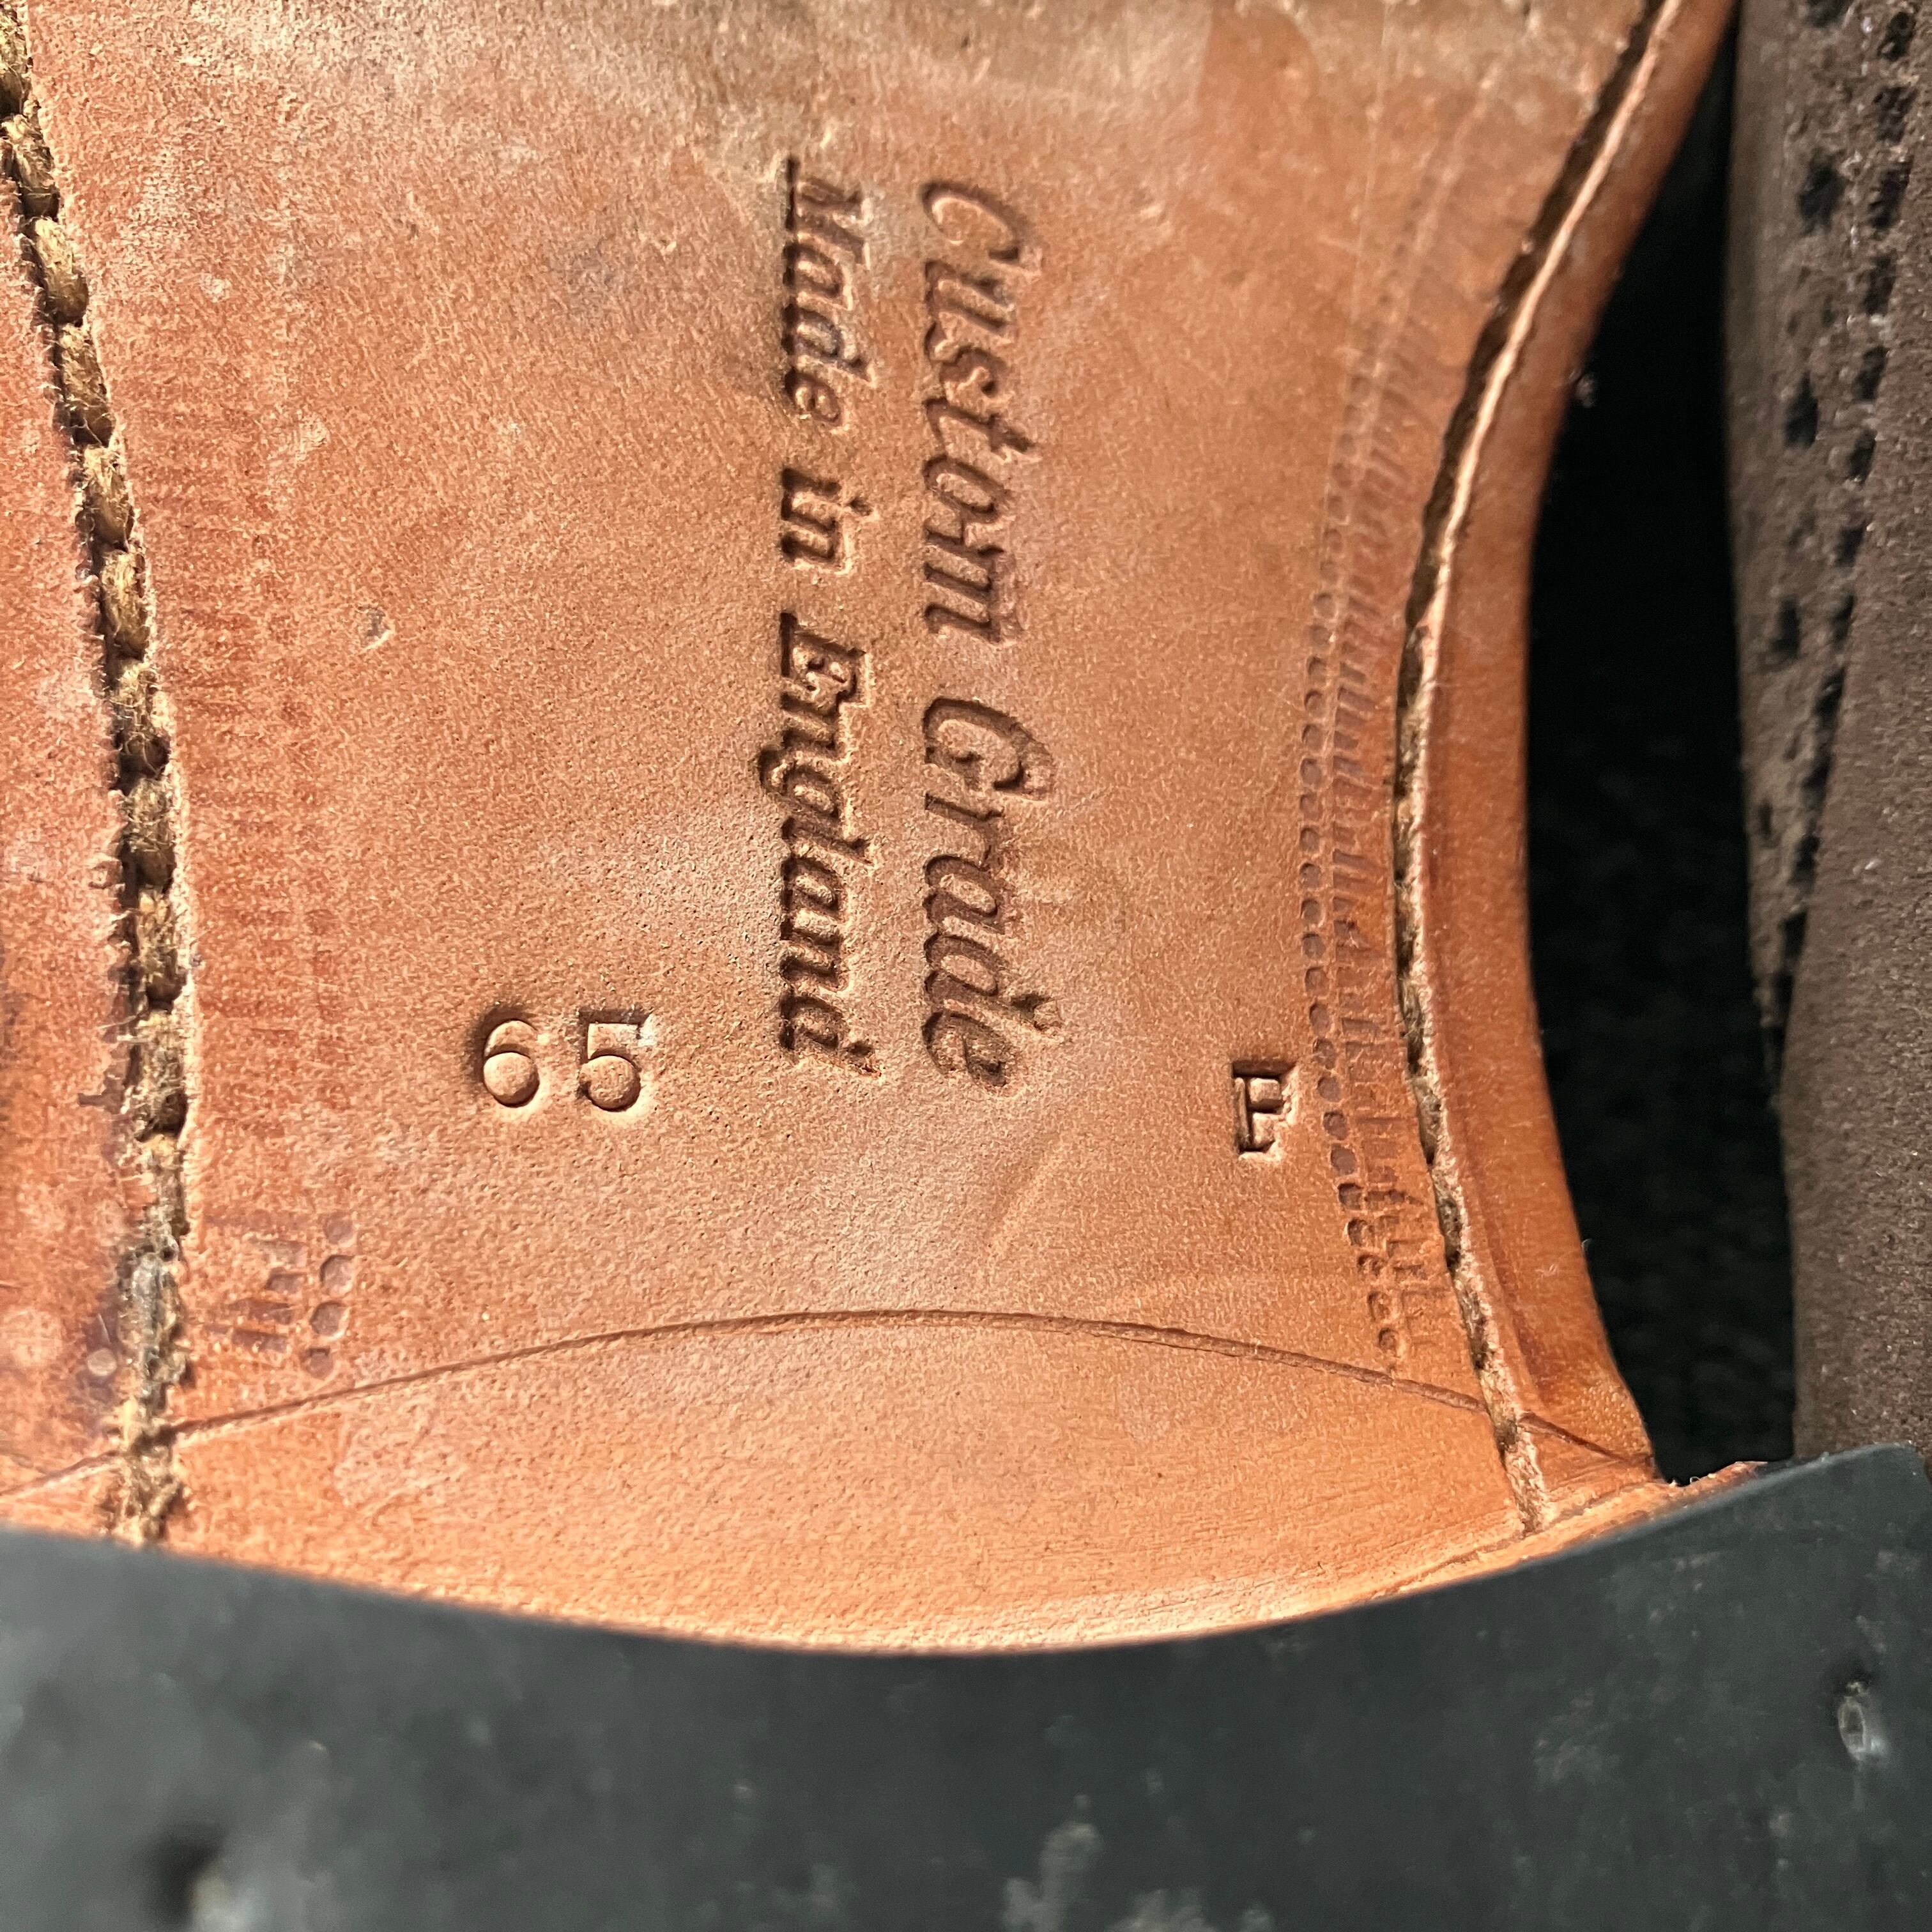 Custom Grade
Made in England
65
F